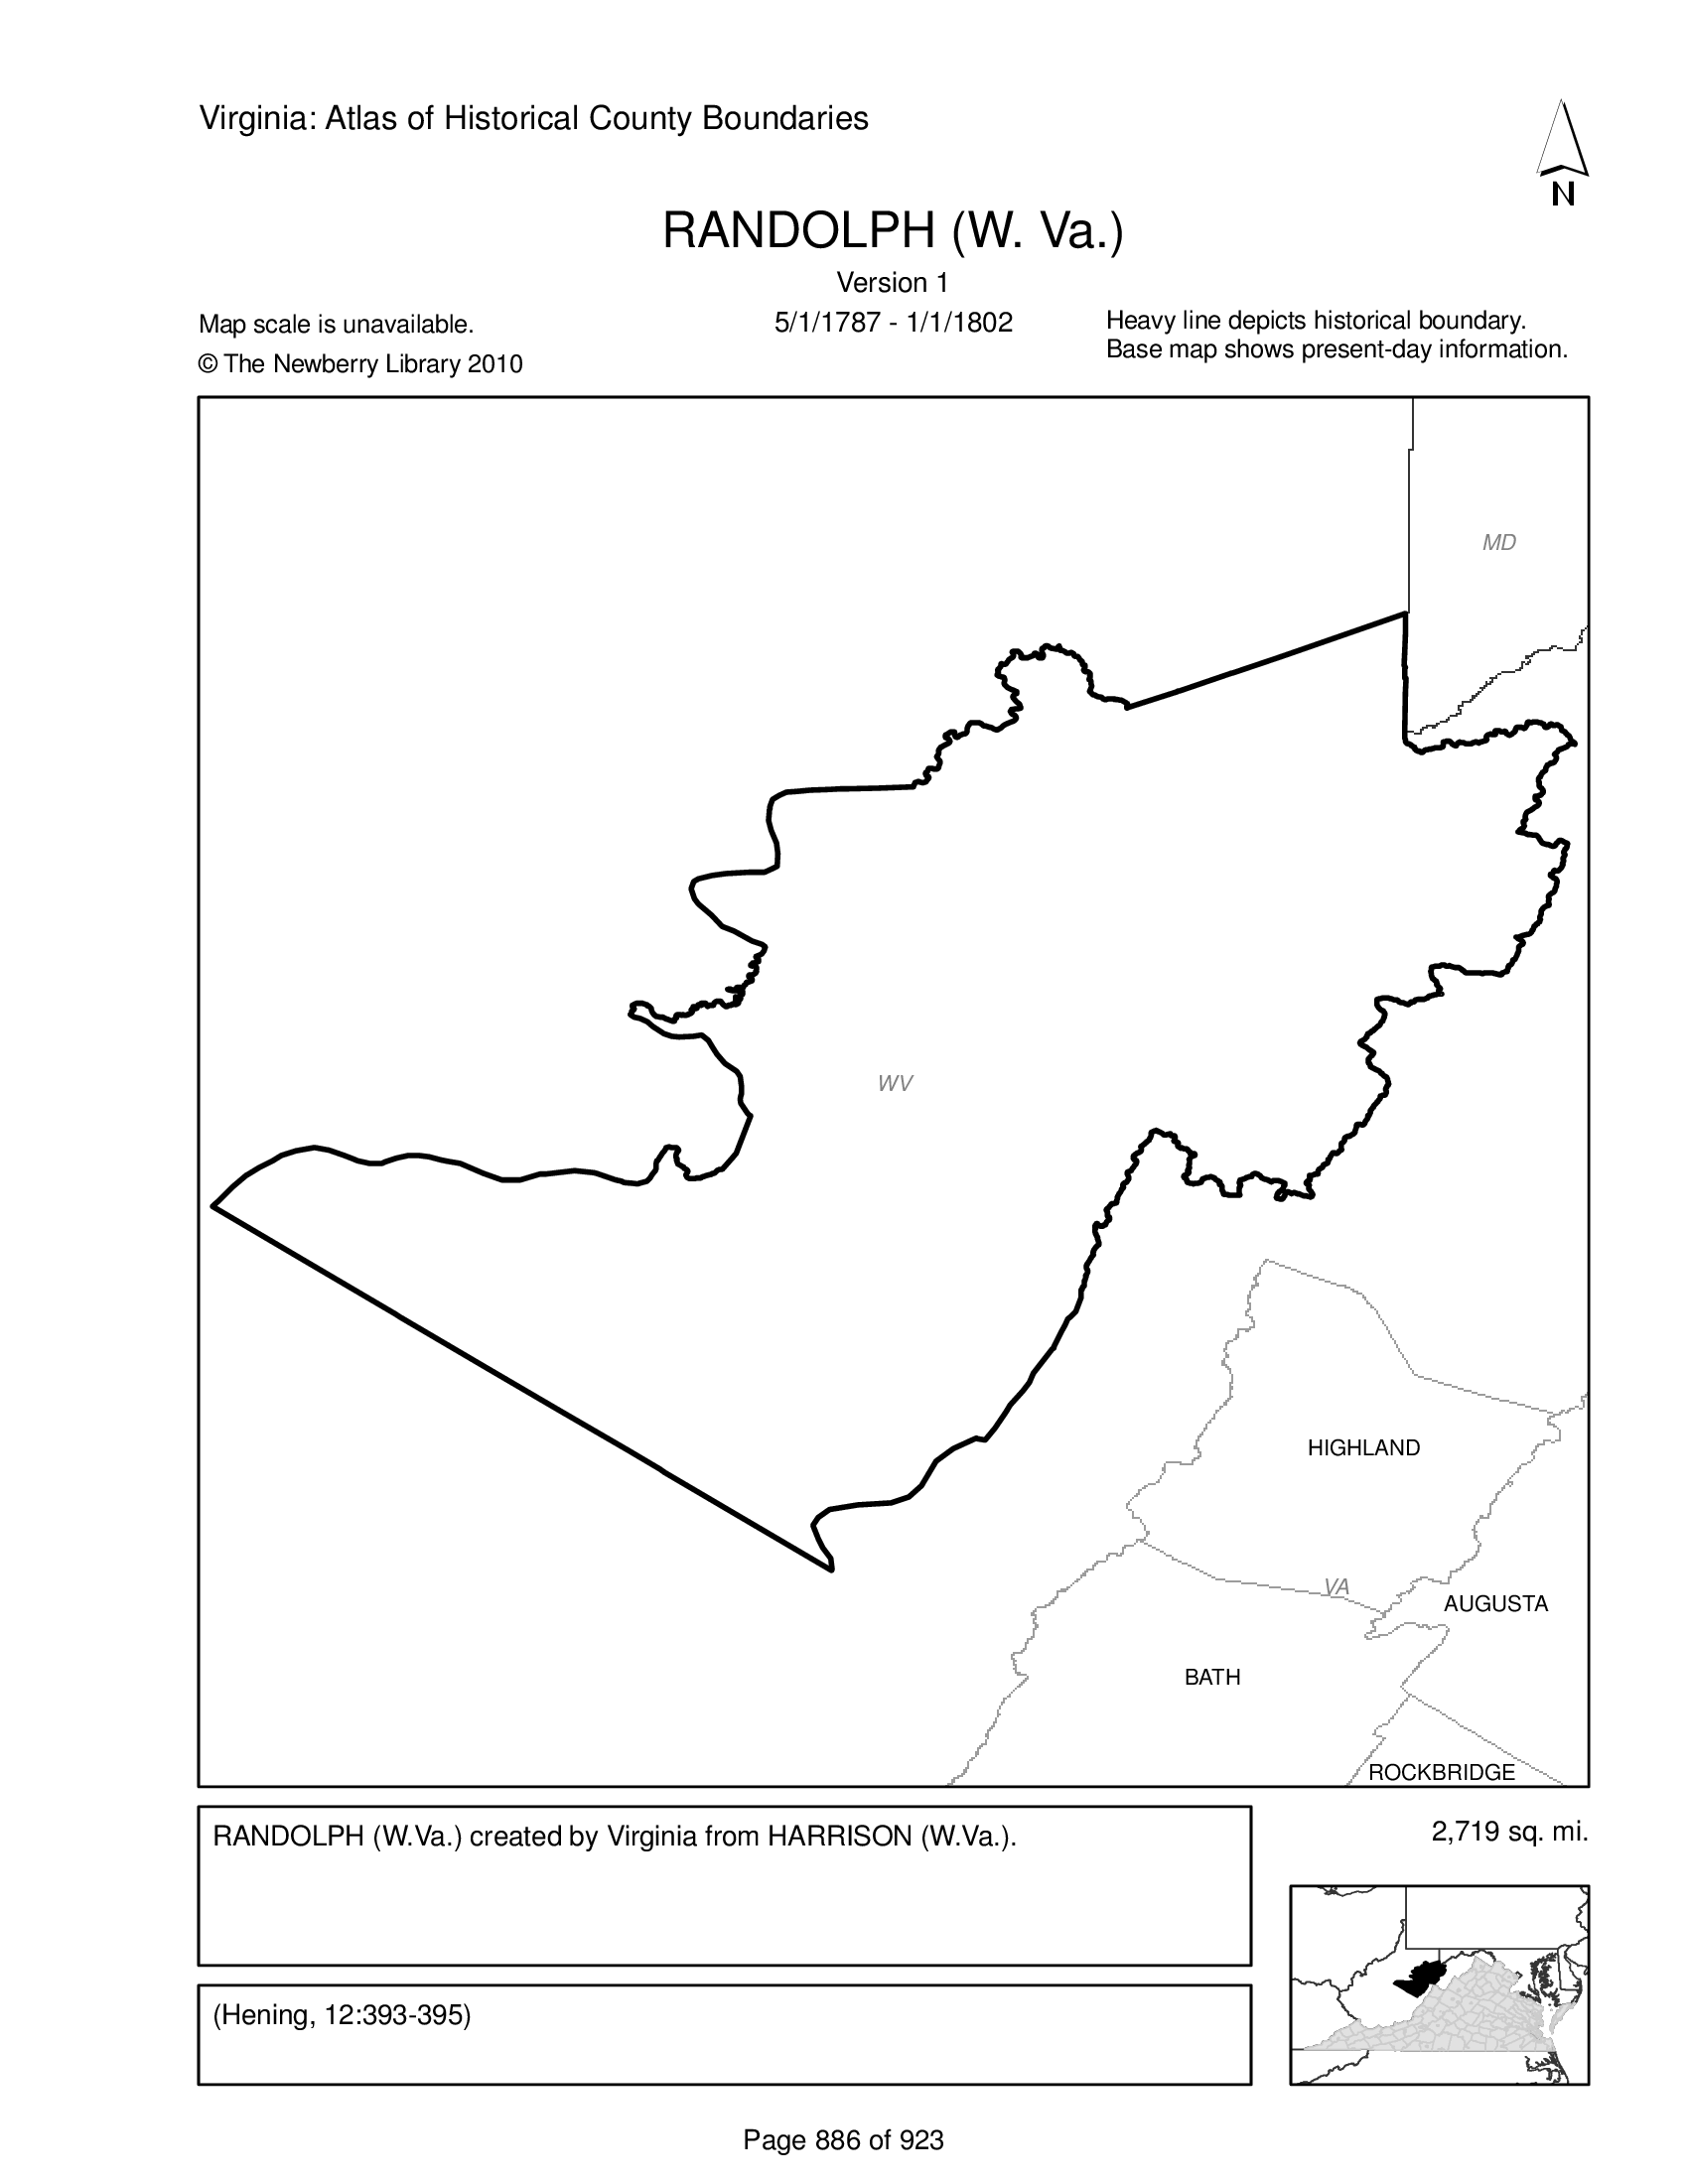 Virginia: Atlas of Historical County Boundaries
N
RANDOLPH (W. Va.)
Version 1
5/1/1787 - 1/1/1802
Map scale is unavailable.
© The Newberry Library 2010
Heavy line depicts historical boundary.
Base map shows present-day information.
MD
WV
HIGHLAND
VA
AUGUSTA
BATH
ROCKBRIDGE
RANDOLPH (W.Va.) created by Virginia from HARRISON (W.Va.).
2,719 sq. mi.
(Hening, 12:393-395)
Page 886 of 923